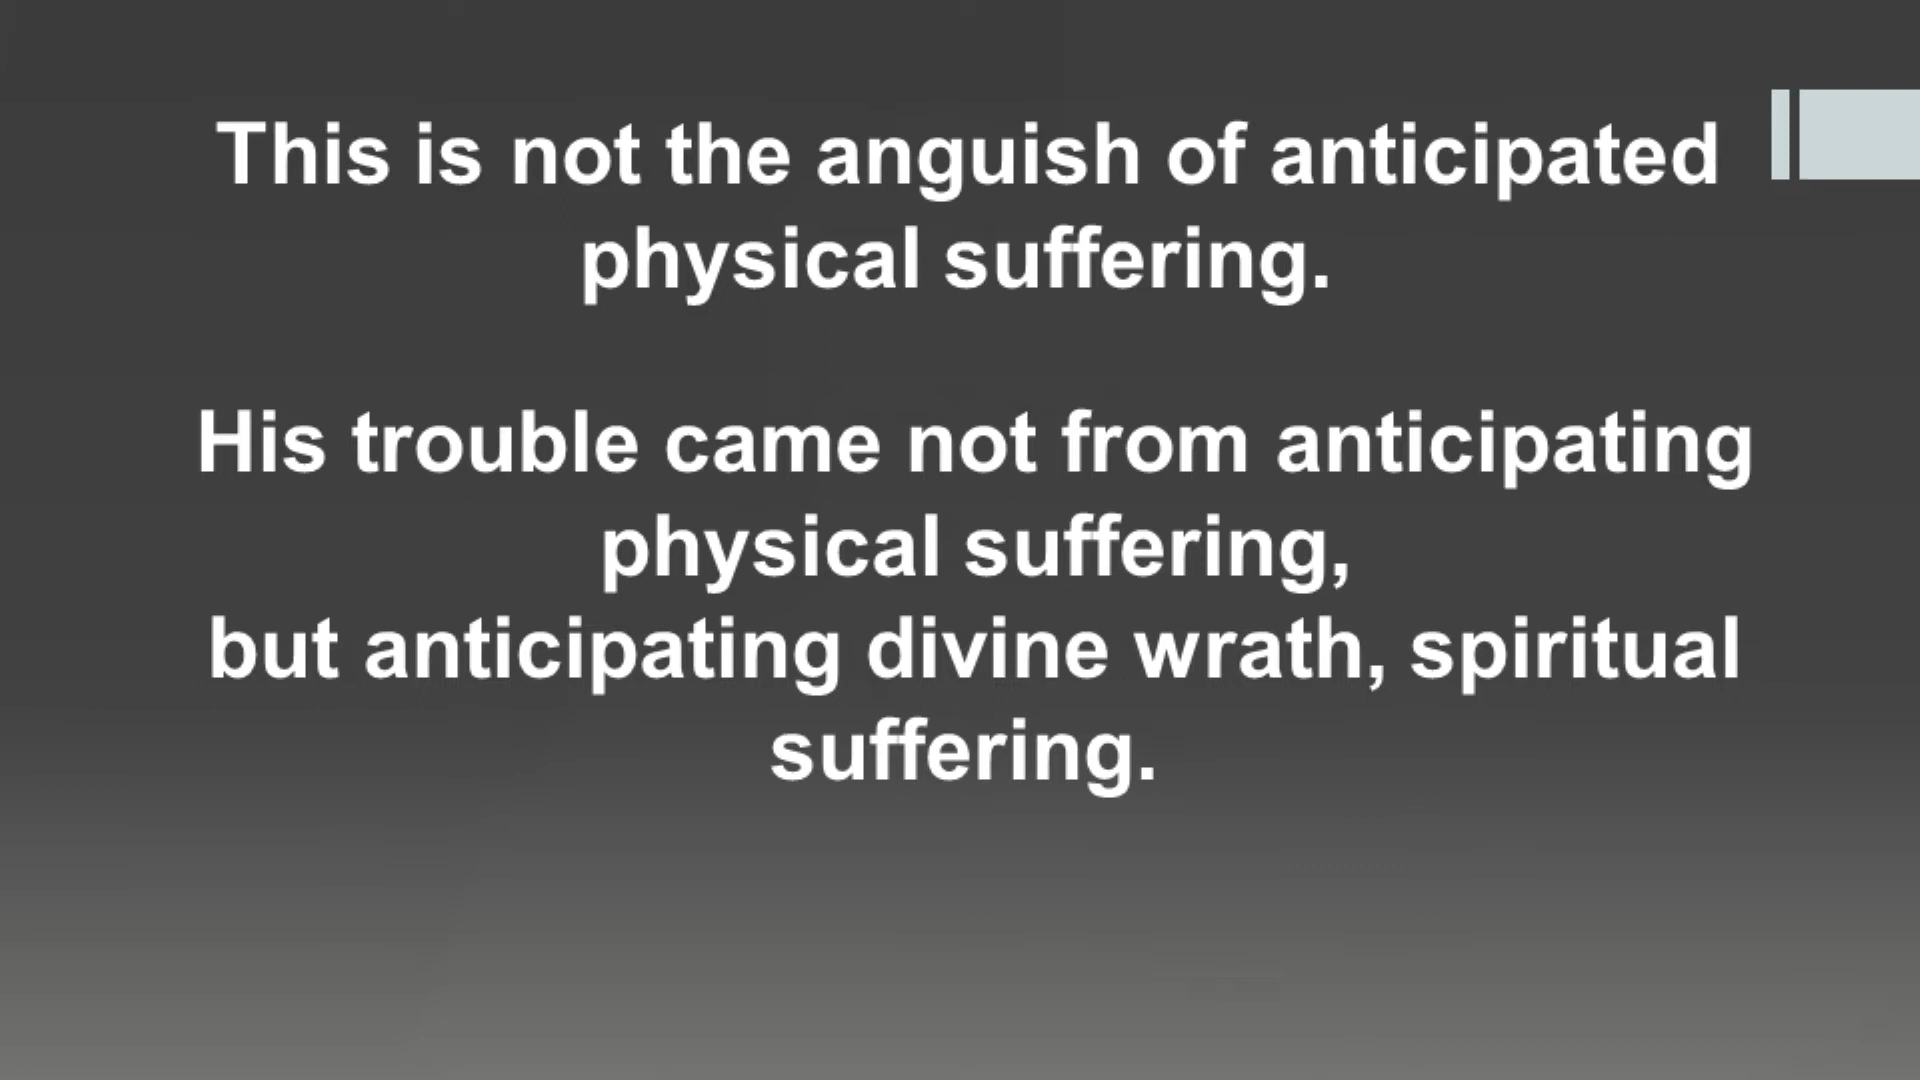 This is not the anguish of anticipated
physical suffering.
His trouble came not from anticipating
physical suffering,
but anticipating divine wrath, spiritual
suffering.